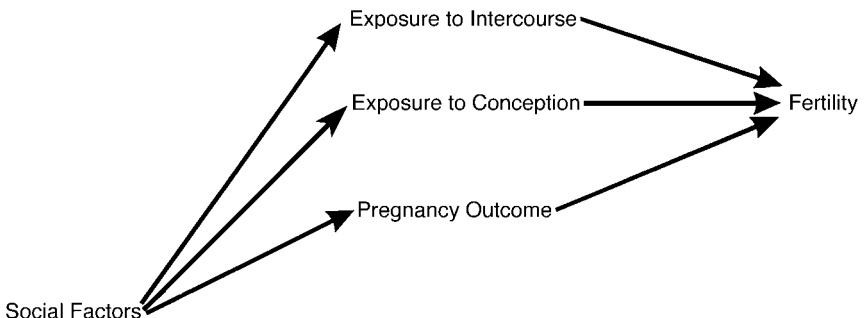 Exposure to Intercourse
Exposure to Conception
Fertility
Pregnancy Outcome
Social Factors